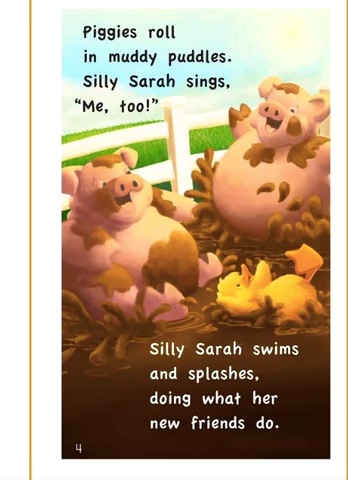 Piggies roll
in muddy puddles.
Silly Sarah sings,
“Me, too!”
Silly Sarah swims
and splashes,
doing what her
new friends do.
4